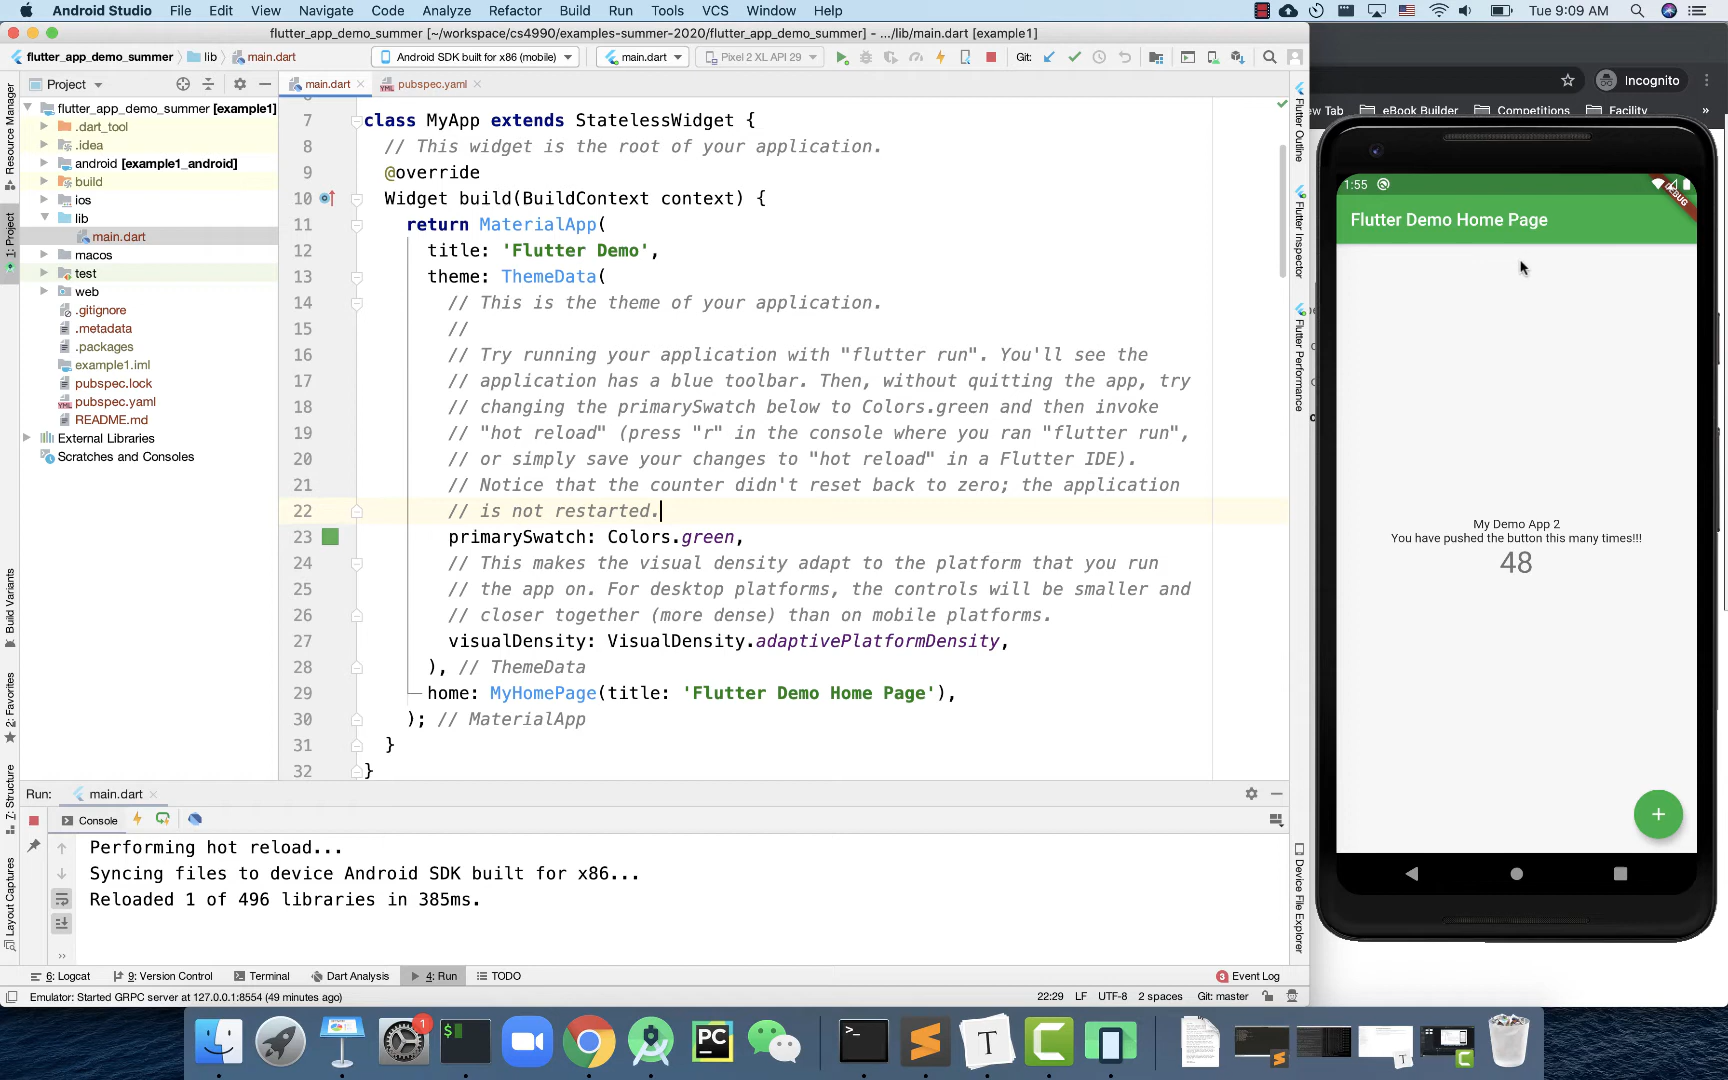 Android Studio File Edit View Navigate Code Analyze Refactor Build Run Tools VCS Window Help Tue 9:09 AM
flutter_app_demo_summer [~/workspace/cs4990/examples-summer-2020/flutter_app_demo_summer] - .../lib/main.dart [example1]
flutter_app_demo_summer lib main.dart Android SDK built for x86 (mobile) main.dart Pixel 2 XL API 29 Git:
Project main.dart pubspec.yaml
flutter_app_demo_summer [example1]
.dart_tool
.idea
android [example1_android]
build
ios
lib
main.dart
macos
test
web
.gitignore
.metadata
.packages
example1.iml
pubspec.lock
pubspec.yaml
README.md
External Libraries
Scratches and Consoles
Resource Manager
1: Project
Build Variants
2: Favorites
7: Structure
Layout Captures
7 class MyApp extends StatelessWidget {
8 // This widget is the root of your application.
9 @override
10 Widget build(BuildContext context) {
11 return MaterialApp(
12 title: 'Flutter Demo',
13 theme: ThemeData(
14 // This is the theme of your application.
15 //
16 // Try running your application with "flutter run". You'll see the
17 // application has a blue toolbar. Then, without quitting the app, try
18 // changing the primarySwatch below to Colors.green and then invoke
19 // "hot reload" (press "r" in the console where you ran "flutter run",
20 // or simply save your changes to "hot reload" in a Flutter IDE).
21 // Notice that the counter didn't reset back to zero; the application
22 // is not restarted.
23 primarySwatch: Colors.green,
24 // This makes the visual density adapt to the platform that you run
25 // the app on. For desktop platforms, the controls will be smaller and
26 // closer together (more dense) than on mobile platforms.
27 visualDensity: VisualDensity.adaptivePlatformDensity,
28 ), // ThemeData
29 home: MyHomePage(title: 'Flutter Demo Home Page'),
30 ); // MaterialApp
31 }
32 }
Flutter Outline
Flutter Inspector
Flutter Performance
Device File Explorer
Run: main.dart
Console
Performing hot reload...
Syncing files to device Android SDK built for x86...
Reloaded 1 of 496 libraries in 385ms.
6: Logcat 9: Version Control Terminal Dart Analysis 4: Run TODO 3 Event Log
Emulator: Started GRPC server at 127.0.0.1:8554 (49 minutes ago) 22:29 LF UTF-8 2 spaces Git: master
Incognito
w Tab eBook Builder Competitions Facility »
1:55
DEBUG
Flutter Demo Home Page
My Demo App 2
You have pushed the button this many times!!!
48
+
1
PC
T